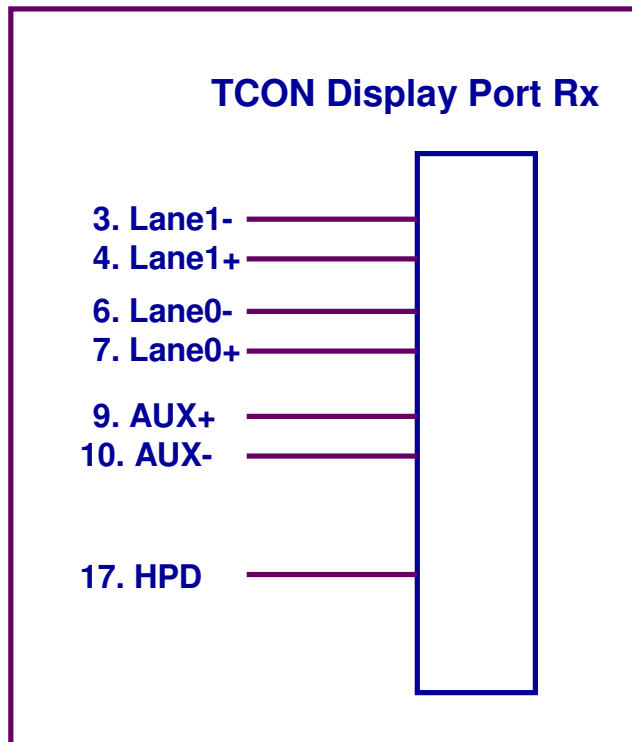 TCON Display Port Rx
3. Lane1-
4. Lane1+
6. Lane0-
7. Lane0+
9. AUX+
10. AUX-
17. HPD